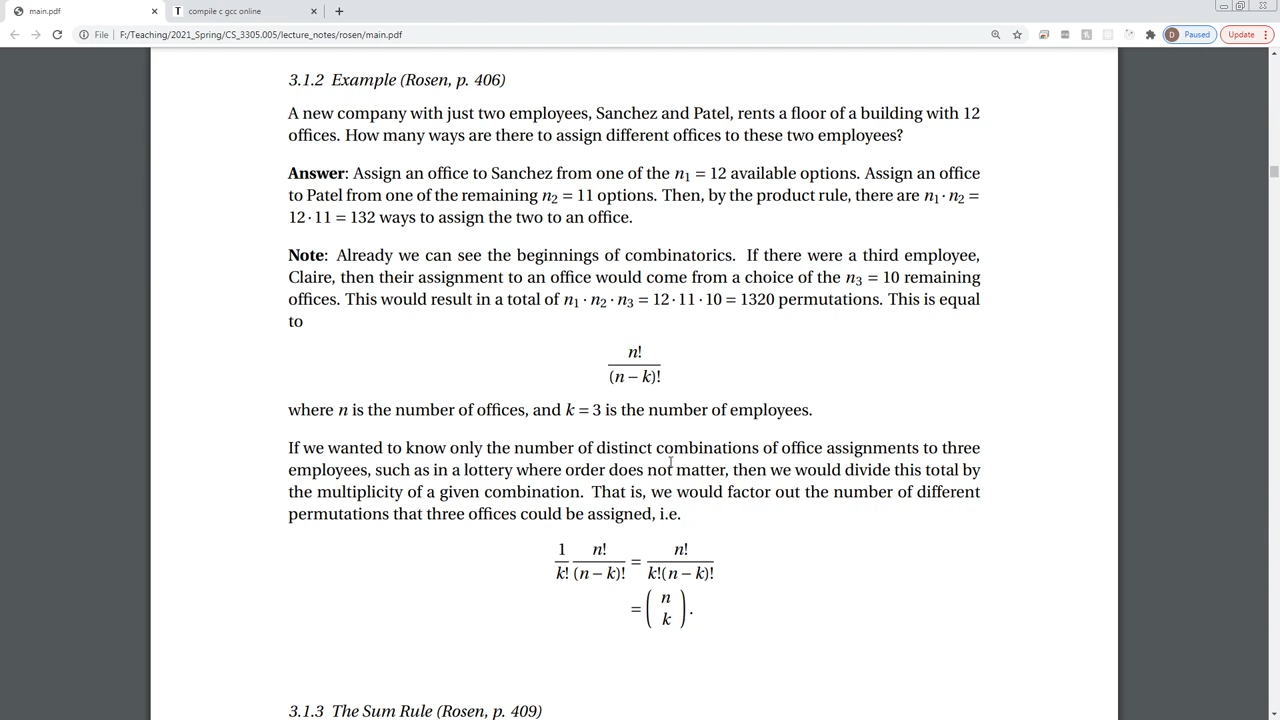 main.pdf
compile c gcc online
File
F:/Teaching/2021_Spring/CS_3305.005/lecture_notes/rosen/main.pdf
D
Paused
Update
3.1.2 Example (Rosen, p. 406)
A new company with just two employees, Sanchez and Patel, rents a floor of a building with 12
offices. How many ways are there to assign different offices to these two employees?
Answer: Assign an office to Sanchez from one of the n₁ = 12 available options. Assign an office
to Patel from one of the remaining n₂ = 11 options. Then, by the product rule, there are n₁ · n₂ =
12 · 11 = 132 ways to assign the two to an office.
Note: Already we can see the beginnings of combinatorics. If there were a third employee,
Claire, then their assignment to an office would come from a choice of the n₃ = 10 remaining
offices. This would result in a total of n₁ · n₂ · n₃ = 12 · 11 · 10 = 1320 permutations. This is equal
to
n!
(n − k)!
where n is the number of offices, and k = 3 is the number of employees.
If we wanted to know only the number of distinct combinations of office assignments to three
employees, such as in a lottery where order does not matter, then we would divide this total by
the multiplicity of a given combination. That is, we would factor out the number of different
permutations that three offices could be assigned, i.e.
1 n! n!
k! (n − k)! = k!(n − k)!
= ( n
k ) .
3.1.3 The Sum Rule (Rosen, p. 409)